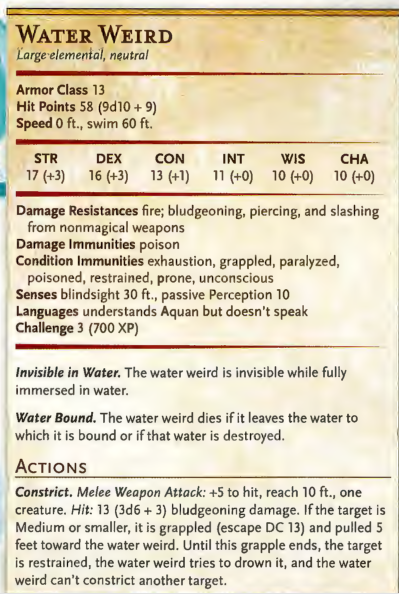 WATER WEIRD
Large elemental, neutral
Armor Class 13
Hit Points 58 (9d10 + 9)
Speed 0 ft., swim 60 ft.
STR DEX CON INT WIS CHA
17 (+3) 16 (+3) 13 (+1) 11 (+0) 10 (+0) 10 (+0)
Damage Resistances fire; bludgeoning, piercing, and slashing
from nonmagical weapons
Damage Immunities poison
Condition Immunities exhaustion, grappled, paralyzed,
poisoned, restrained, prone, unconscious
Senses blindsight 30 ft., passive Perception 10
Languages understands Aquan but doesn't speak
Challenge 3 (700 XP)
Invisible in Water. The water weird is invisible while fully
immersed in water.
Water Bound. The water weird dies if it leaves the water to
which it is bound or if that water is destroyed.
ACTIONS
Constrict. Melee Weapon Attack: +5 to hit, reach 10 ft., one
creature. Hit: 13 (3d6 + 3) bludgeoning damage. If the target is
Medium or smaller, it is grappled (escape DC 13) and pulled 5
feet toward the water weird. Until this grapple ends, the target
is restrained, the water weird tries to drown it, and the water
weird can't constrict another target.